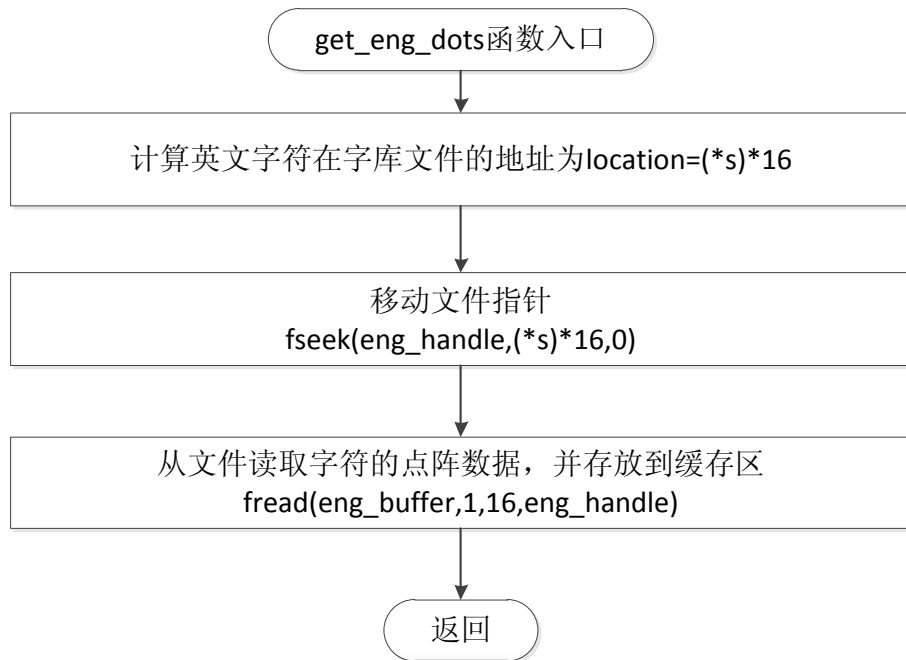 get_eng_dots函数入口
计算英文字符在字库文件的地址为location=(*s)*16
移动文件指针
fseek(eng_handle,(*s)*16,0)
从文件读取字符的点阵数据，并存放到缓存区
fread(eng_buffer,1,16,eng_handle)
返回